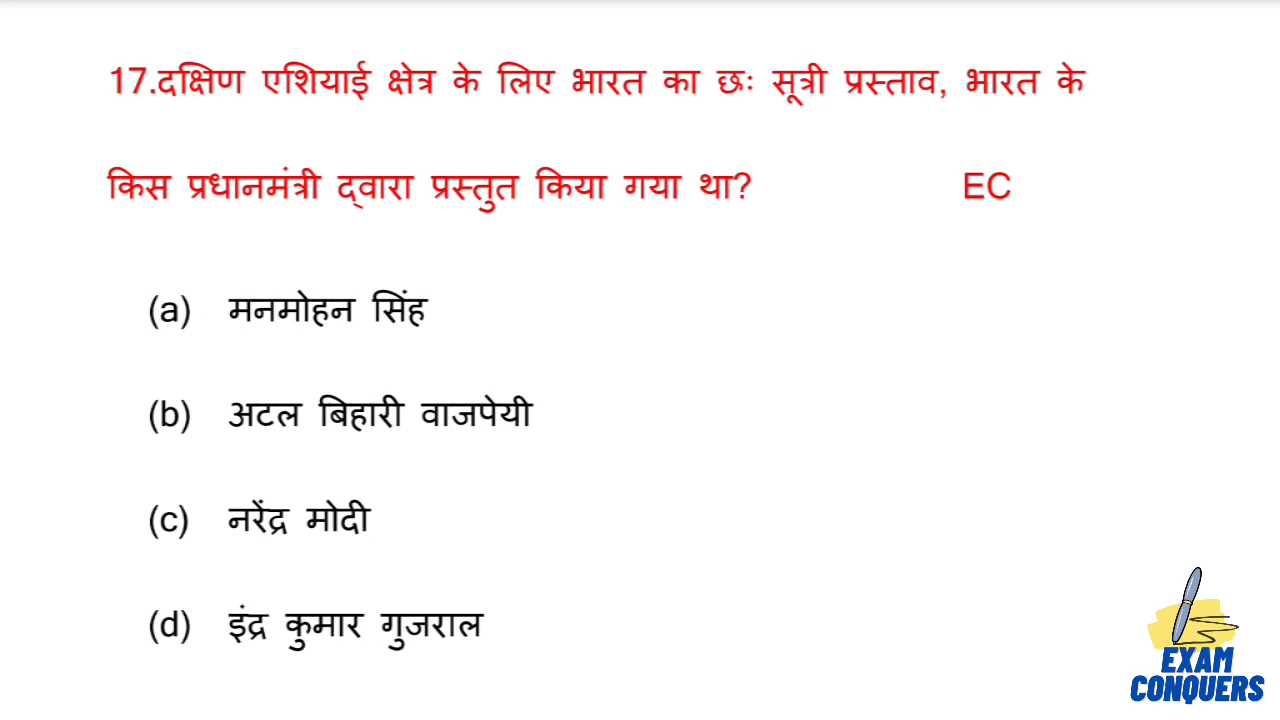 17.दक्षिण एशियाई क्षेत्र के लिए भारत का छः सूत्री प्रस्ताव, भारत के
किस प्रधानमंत्री द्वारा प्रस्तुत किया गया था? EC
(a) मनमोहन सिंह
(b) अटल बिहारी वाजपेयी
(c) नरेंद्र मोदी
(d) इंद्र कुमार गुजराल
EXAM
CONQUERS